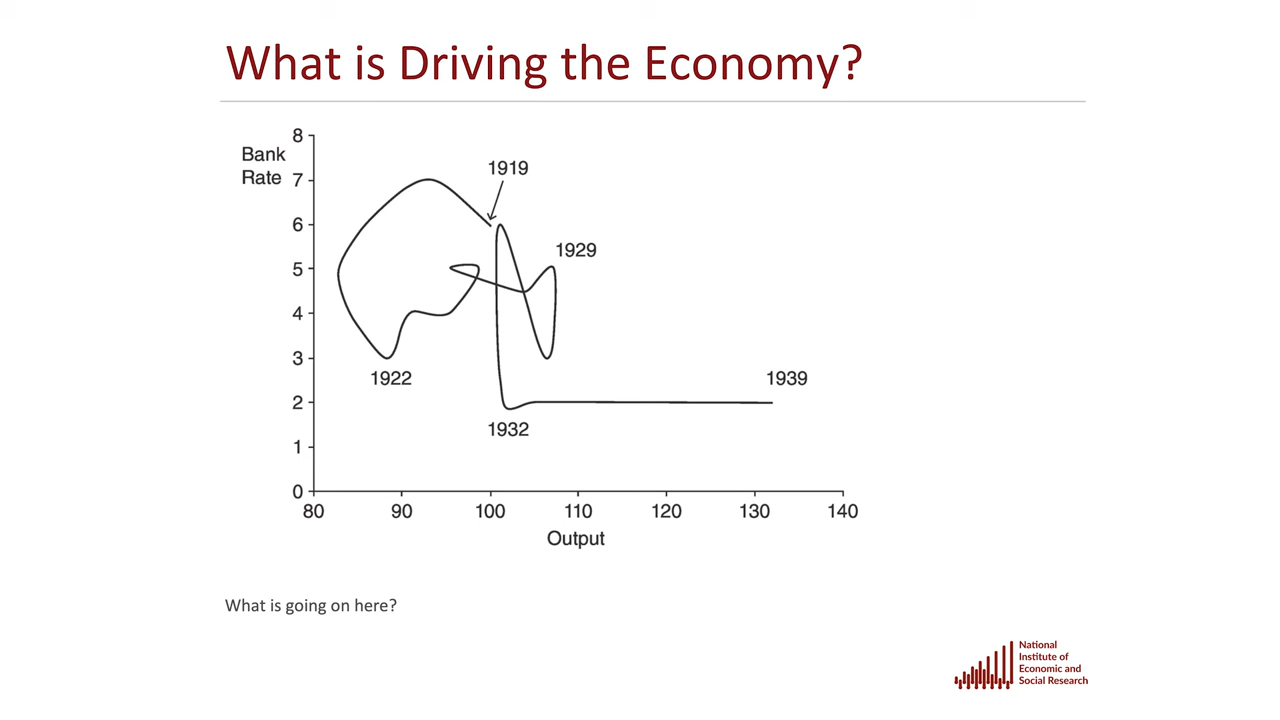 What is Driving the Economy?
Bank
Rate
8
7
6
5
4
3
2
1
0
1919
1929
1922
1939
1932
80 90 100 110 120 130 140
Output
What is going on here?
National
Institute of
Economic and
Social Research